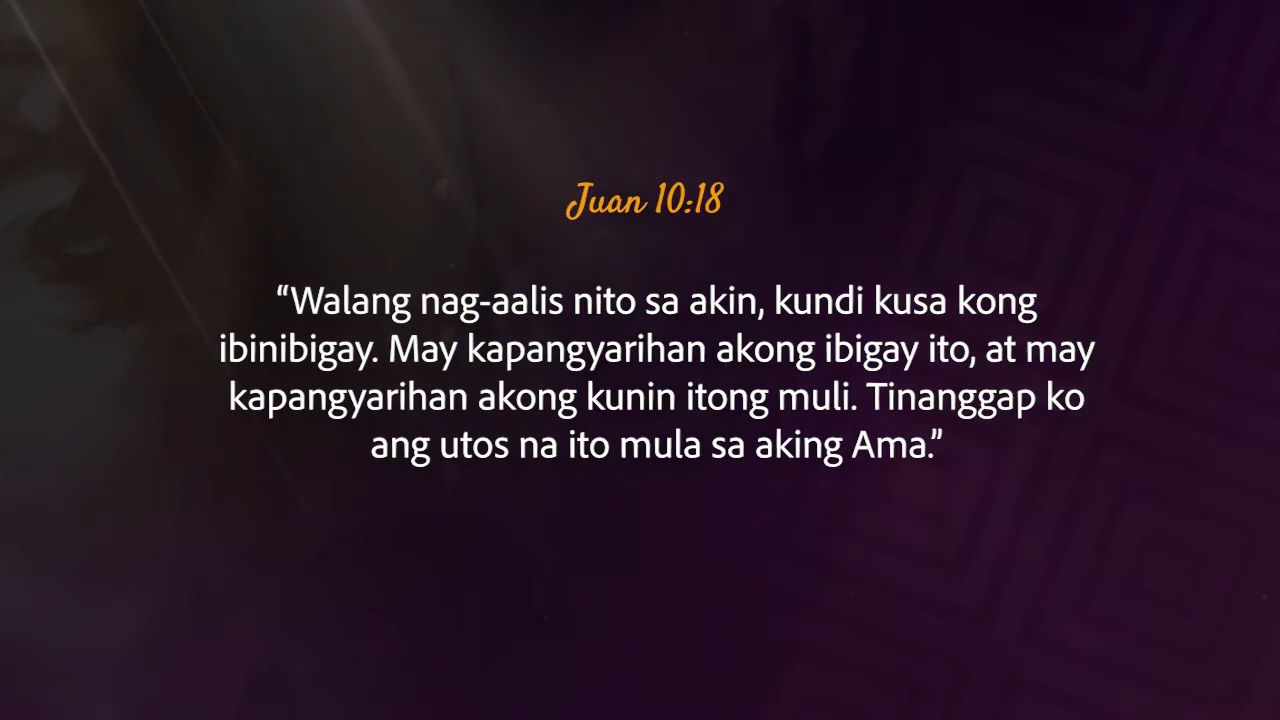 Juan 10:18
“Walang nag-aalis nito sa akin, kundi kusa kong
ibinibigay. May kapangyarihan akong ibigay ito, at may
kapangyarihan akong kunin itong muli. Tinanggap ko
ang utos na ito mula sa aking Ama.”